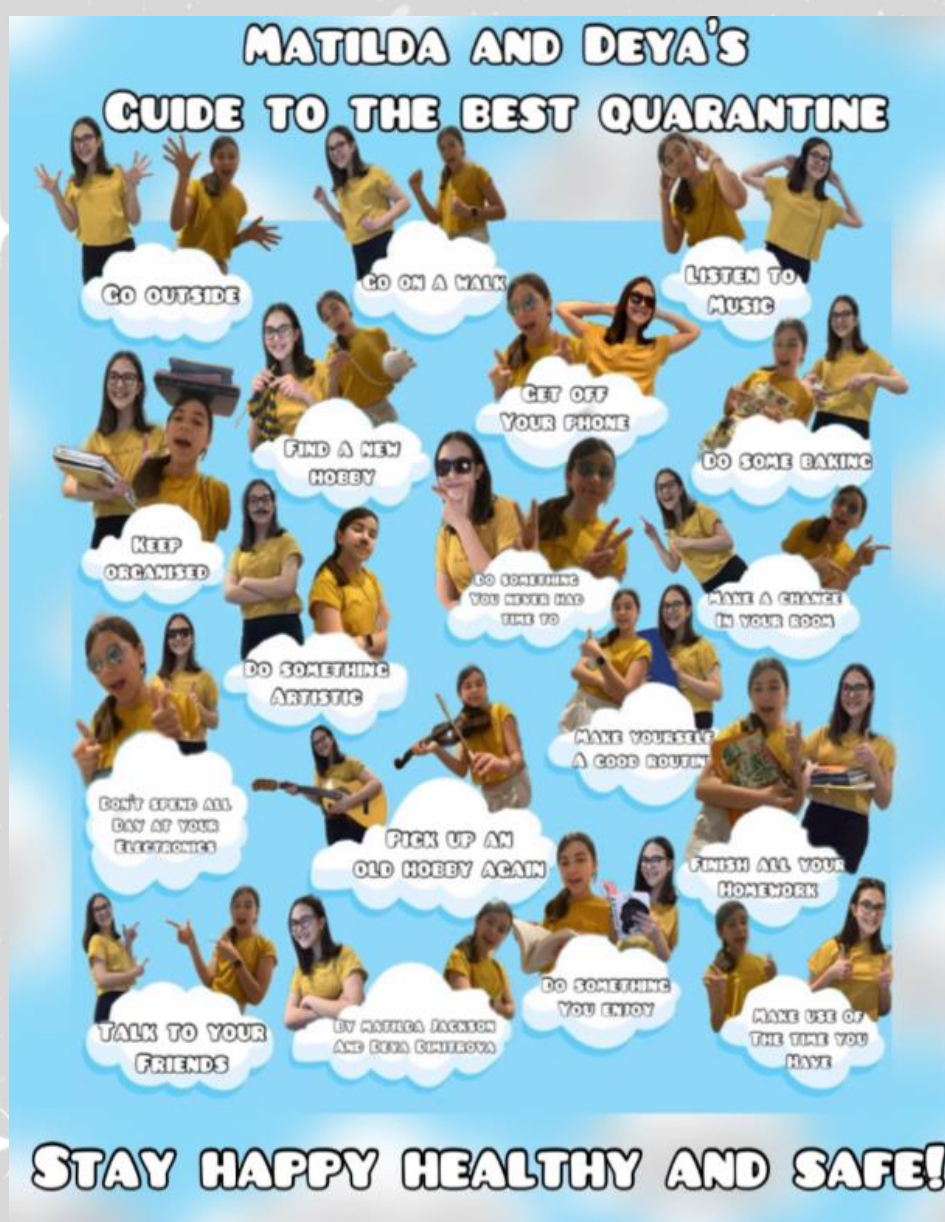 MATILDA AND DEYA'S
GUIDE TO THE BEST QUARANTINE
GO OUTSIDE
GO ON A WALK
LISTEN TO
MUSIC
FIND A NEW
HOBBY
GET OFF
YOUR PHONE
DO SOME BAKING
KEEP
ORGANISED
DO SOMETHING
ARTISTIC
DO SOMETHING
YOU NEVER HAD
TIME TO
MAKE A CHANGE
IN YOUR ROOM
DON'T SPEND ALL
DAY AT YOUR
ELECTRONICS
PICK UP AN
OLD HOBBY AGAIN
MAKE YOURSELF
A GOOD ROUTIN
FINISH ALL YOUR
HOMEWORK
TALK TO YOUR
FRIENDS
BY MATILDA JACKSON
AND DEYA DIMITROVA
DO SOMETHING
YOU ENJOY
MAKE USE OF
THE TIME YOU
HAVE
STAY HAPPY HEALTHY AND SAFE!